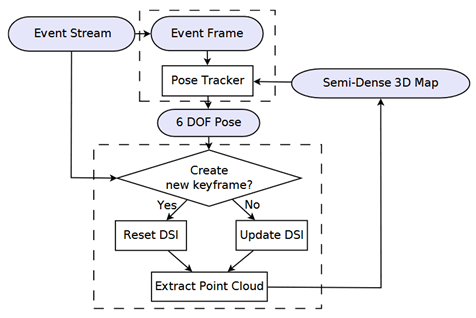 Event Stream
Event Frame
Pose Tracker
Semi-Dense 3D Map
6 DOF Pose
Create
new keyframe?
Yes
No
Reset DSI
Update DSI
Extract Point Cloud